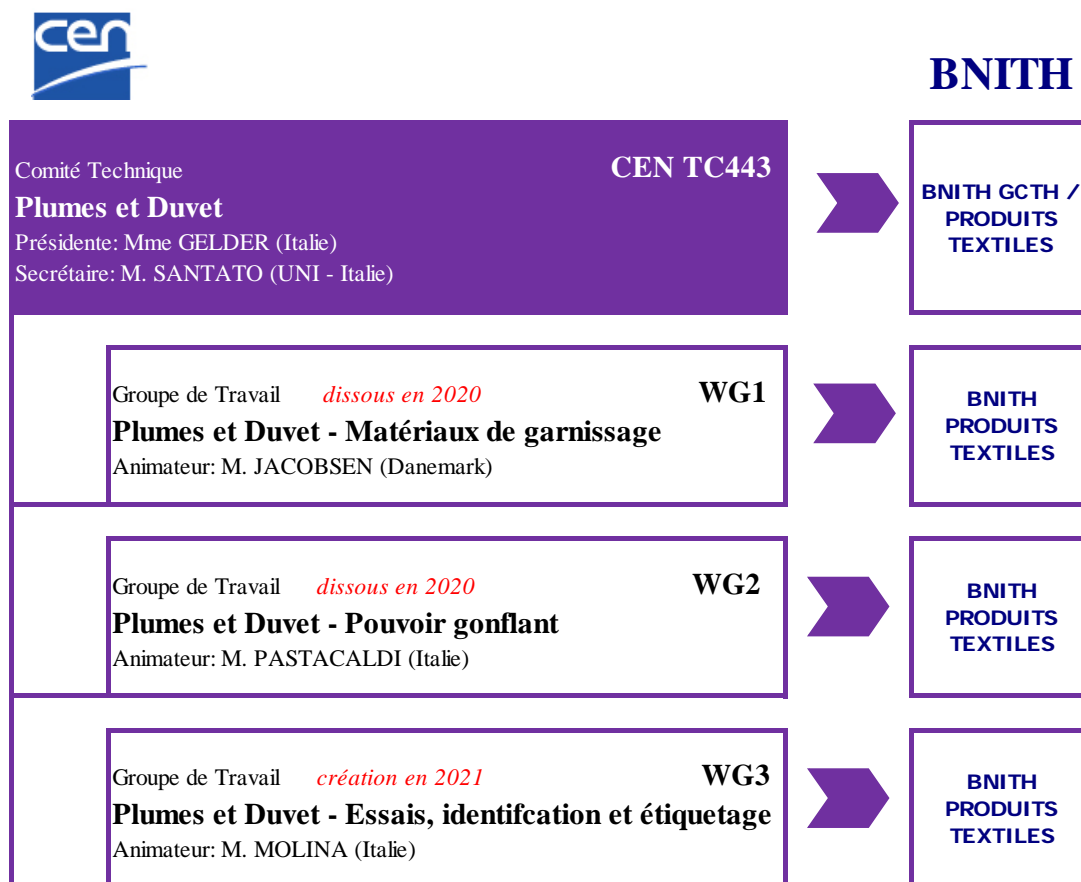 cen
BNITH
Comité Technique CEN TC443
Plumes et Duvet
Présidente: Mme GELDER (Italie)
Secrétaire: M. SANTATO (UNI - Italie)
BNITH GCTH /
PRODUITS
TEXTILES
Groupe de Travail dissous en 2020 WG1
Plumes et Duvet - Matériaux de garnissage
Animateur: M. JACOBSEN (Danemark)
BNITH
PRODUITS
TEXTILES
Groupe de Travail dissous en 2020 WG2
Plumes et Duvet - Pouvoir gonflant
Animateur: M. PASTACALDI (Italie)
BNITH
PRODUITS
TEXTILES
Groupe de Travail création en 2021 WG3
Plumes et Duvet - Essais, identifcation et étiquetage
Animateur: M. MOLINA (Italie)
BNITH
PRODUITS
TEXTILES